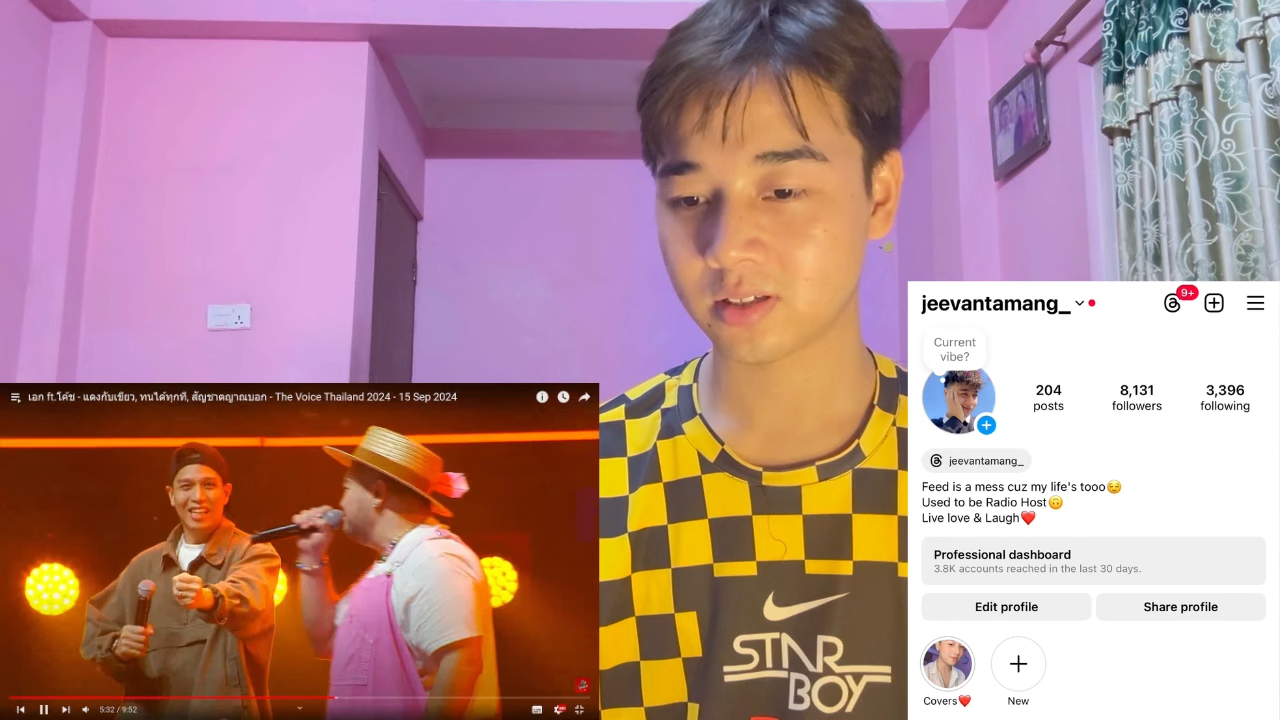 เอก ft.โค้ช - แดงกับเขียว, ทนได้ทุกที, สัญชาตญาณบอก - The Voice Thailand 2024 - 15 Sep 2024
5:32 / 9:52
STAR
BOY
jeevantamang_
9+
Current
vibe?
204
posts
8,131
followers
3,396
following
jeevantamang_
Feed is a mess cuz my life's tooo😌
Used to be Radio Host🙃
Live love & Laugh❤️
Professional dashboard
3.8K accounts reached in the last 30 days.
Edit profile
Share profile
Covers❤️
New